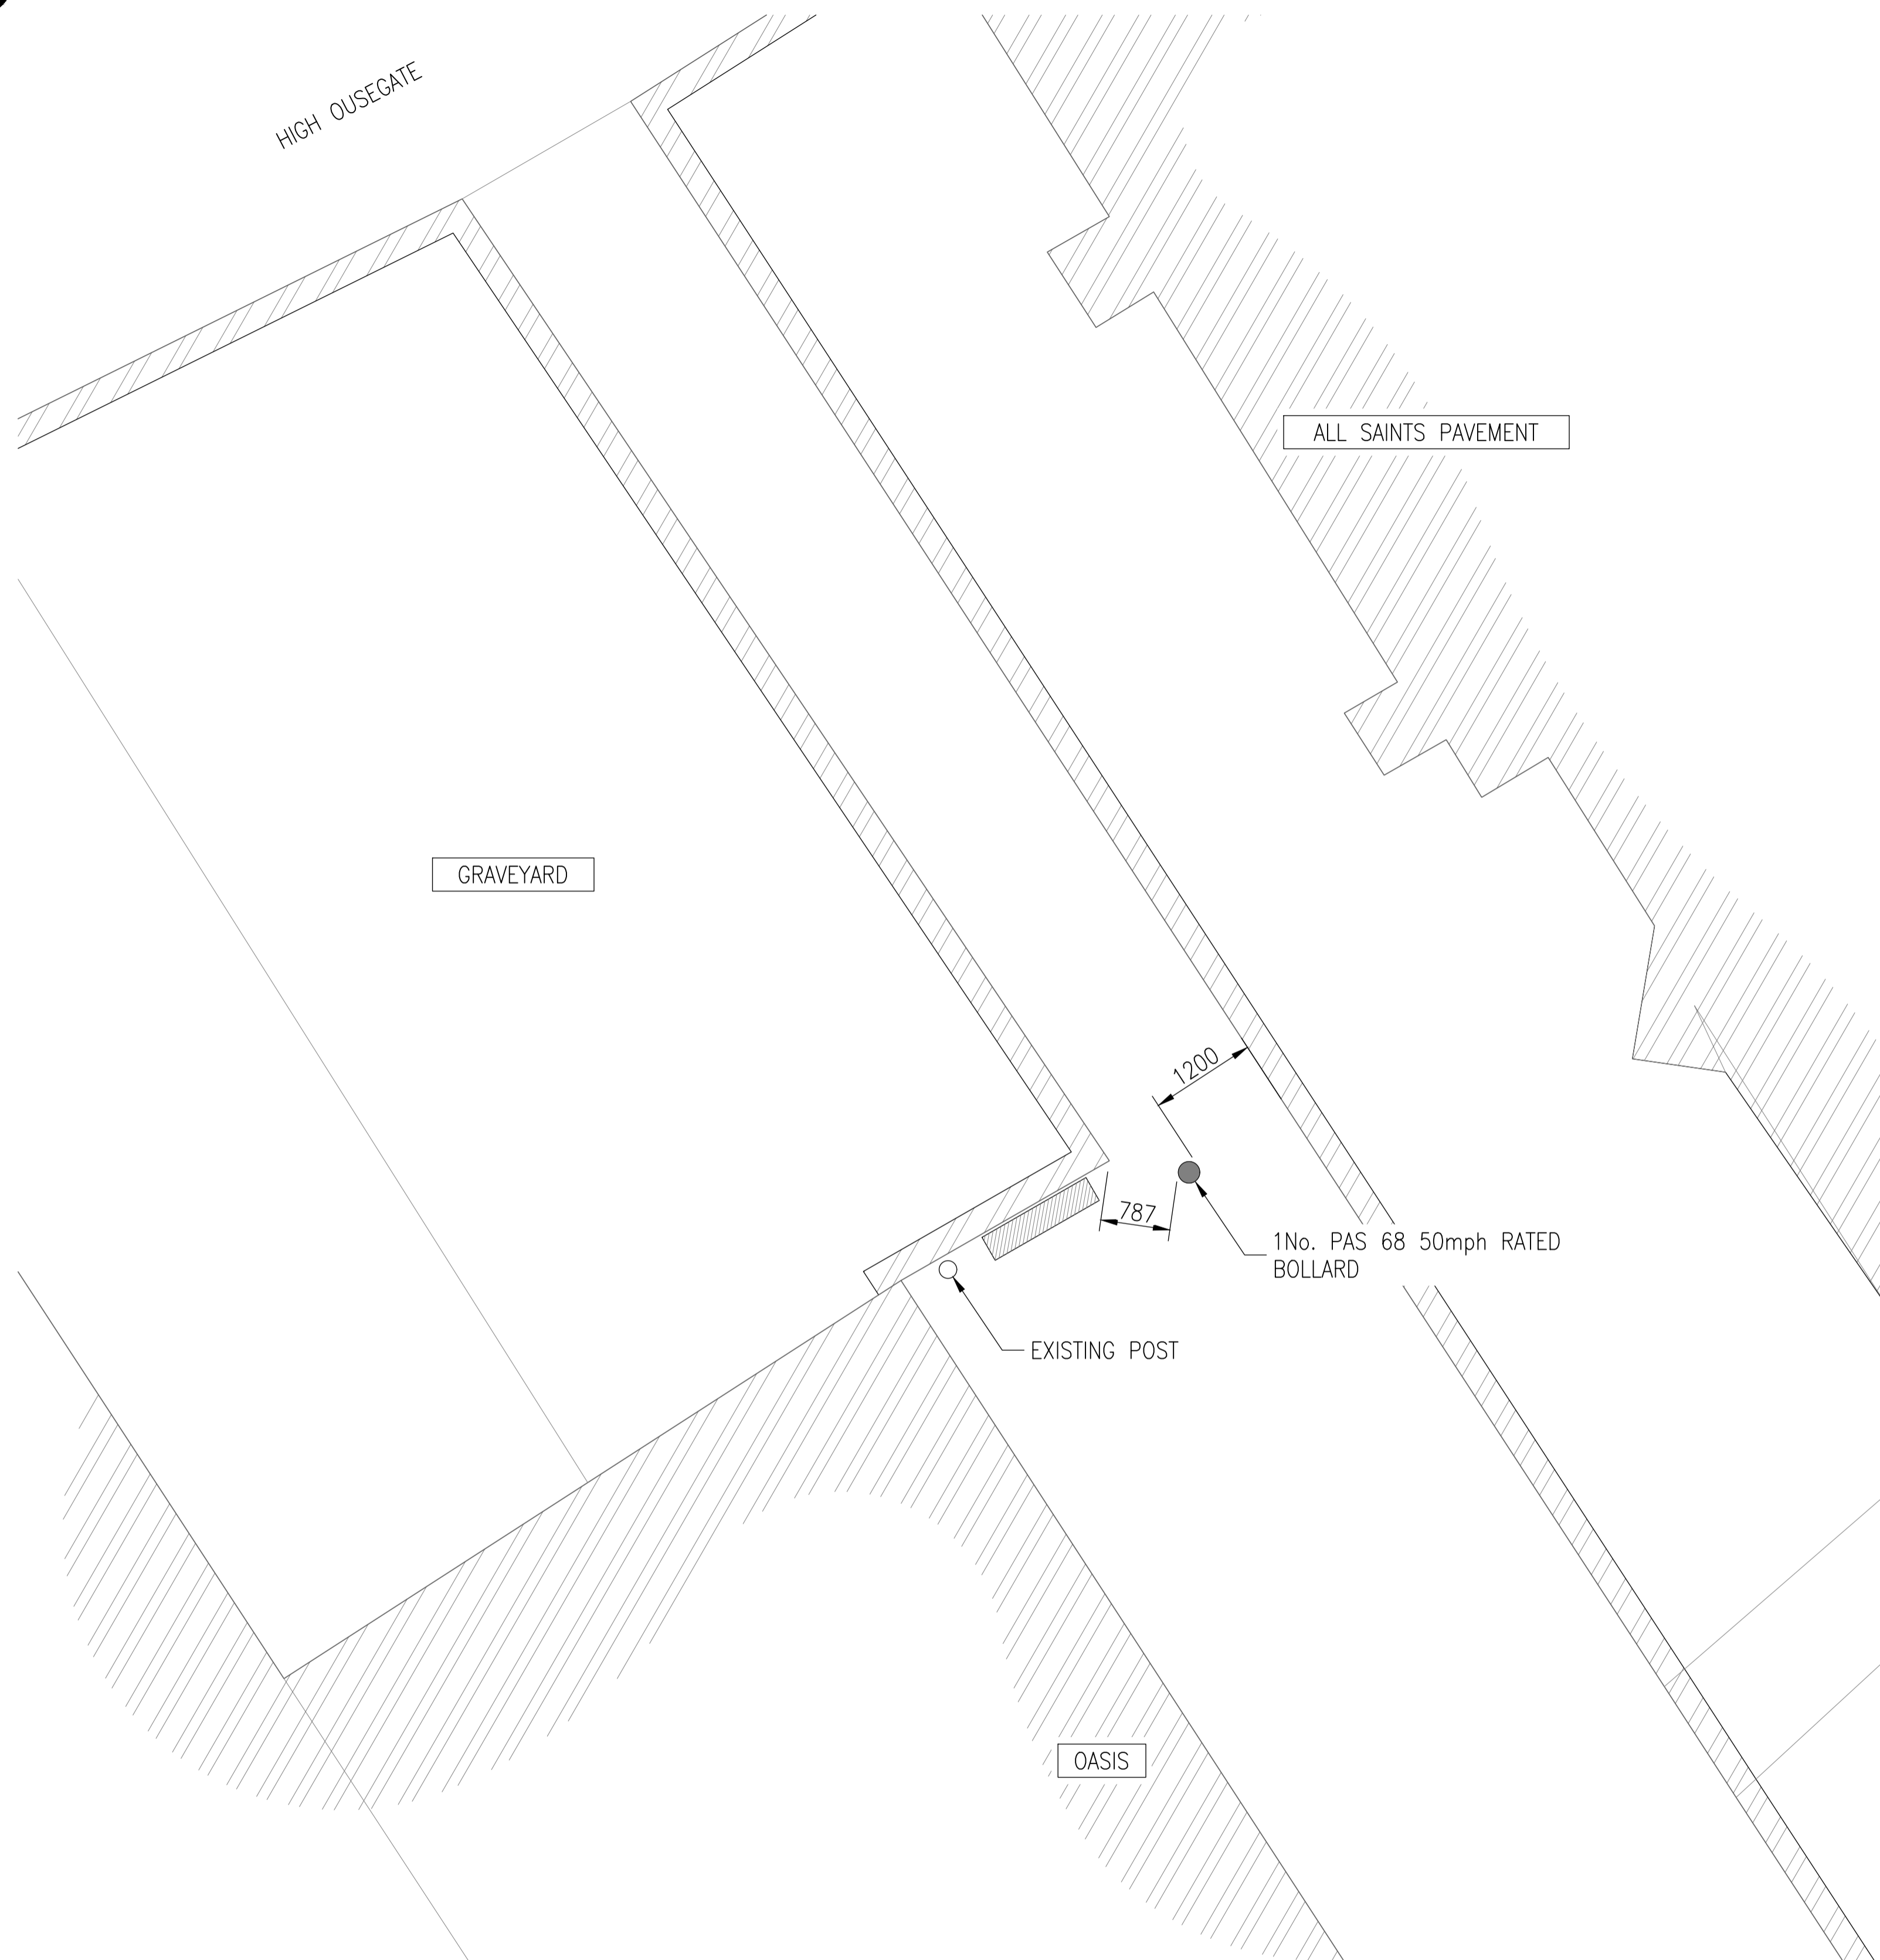 HIGH OUSEGATE
ALL SAINTS PAVEMENT
GRAVEYARD
1200
787
1No. PAS 68 50mph RATED
BOLLARD
EXISTING POST
OASIS